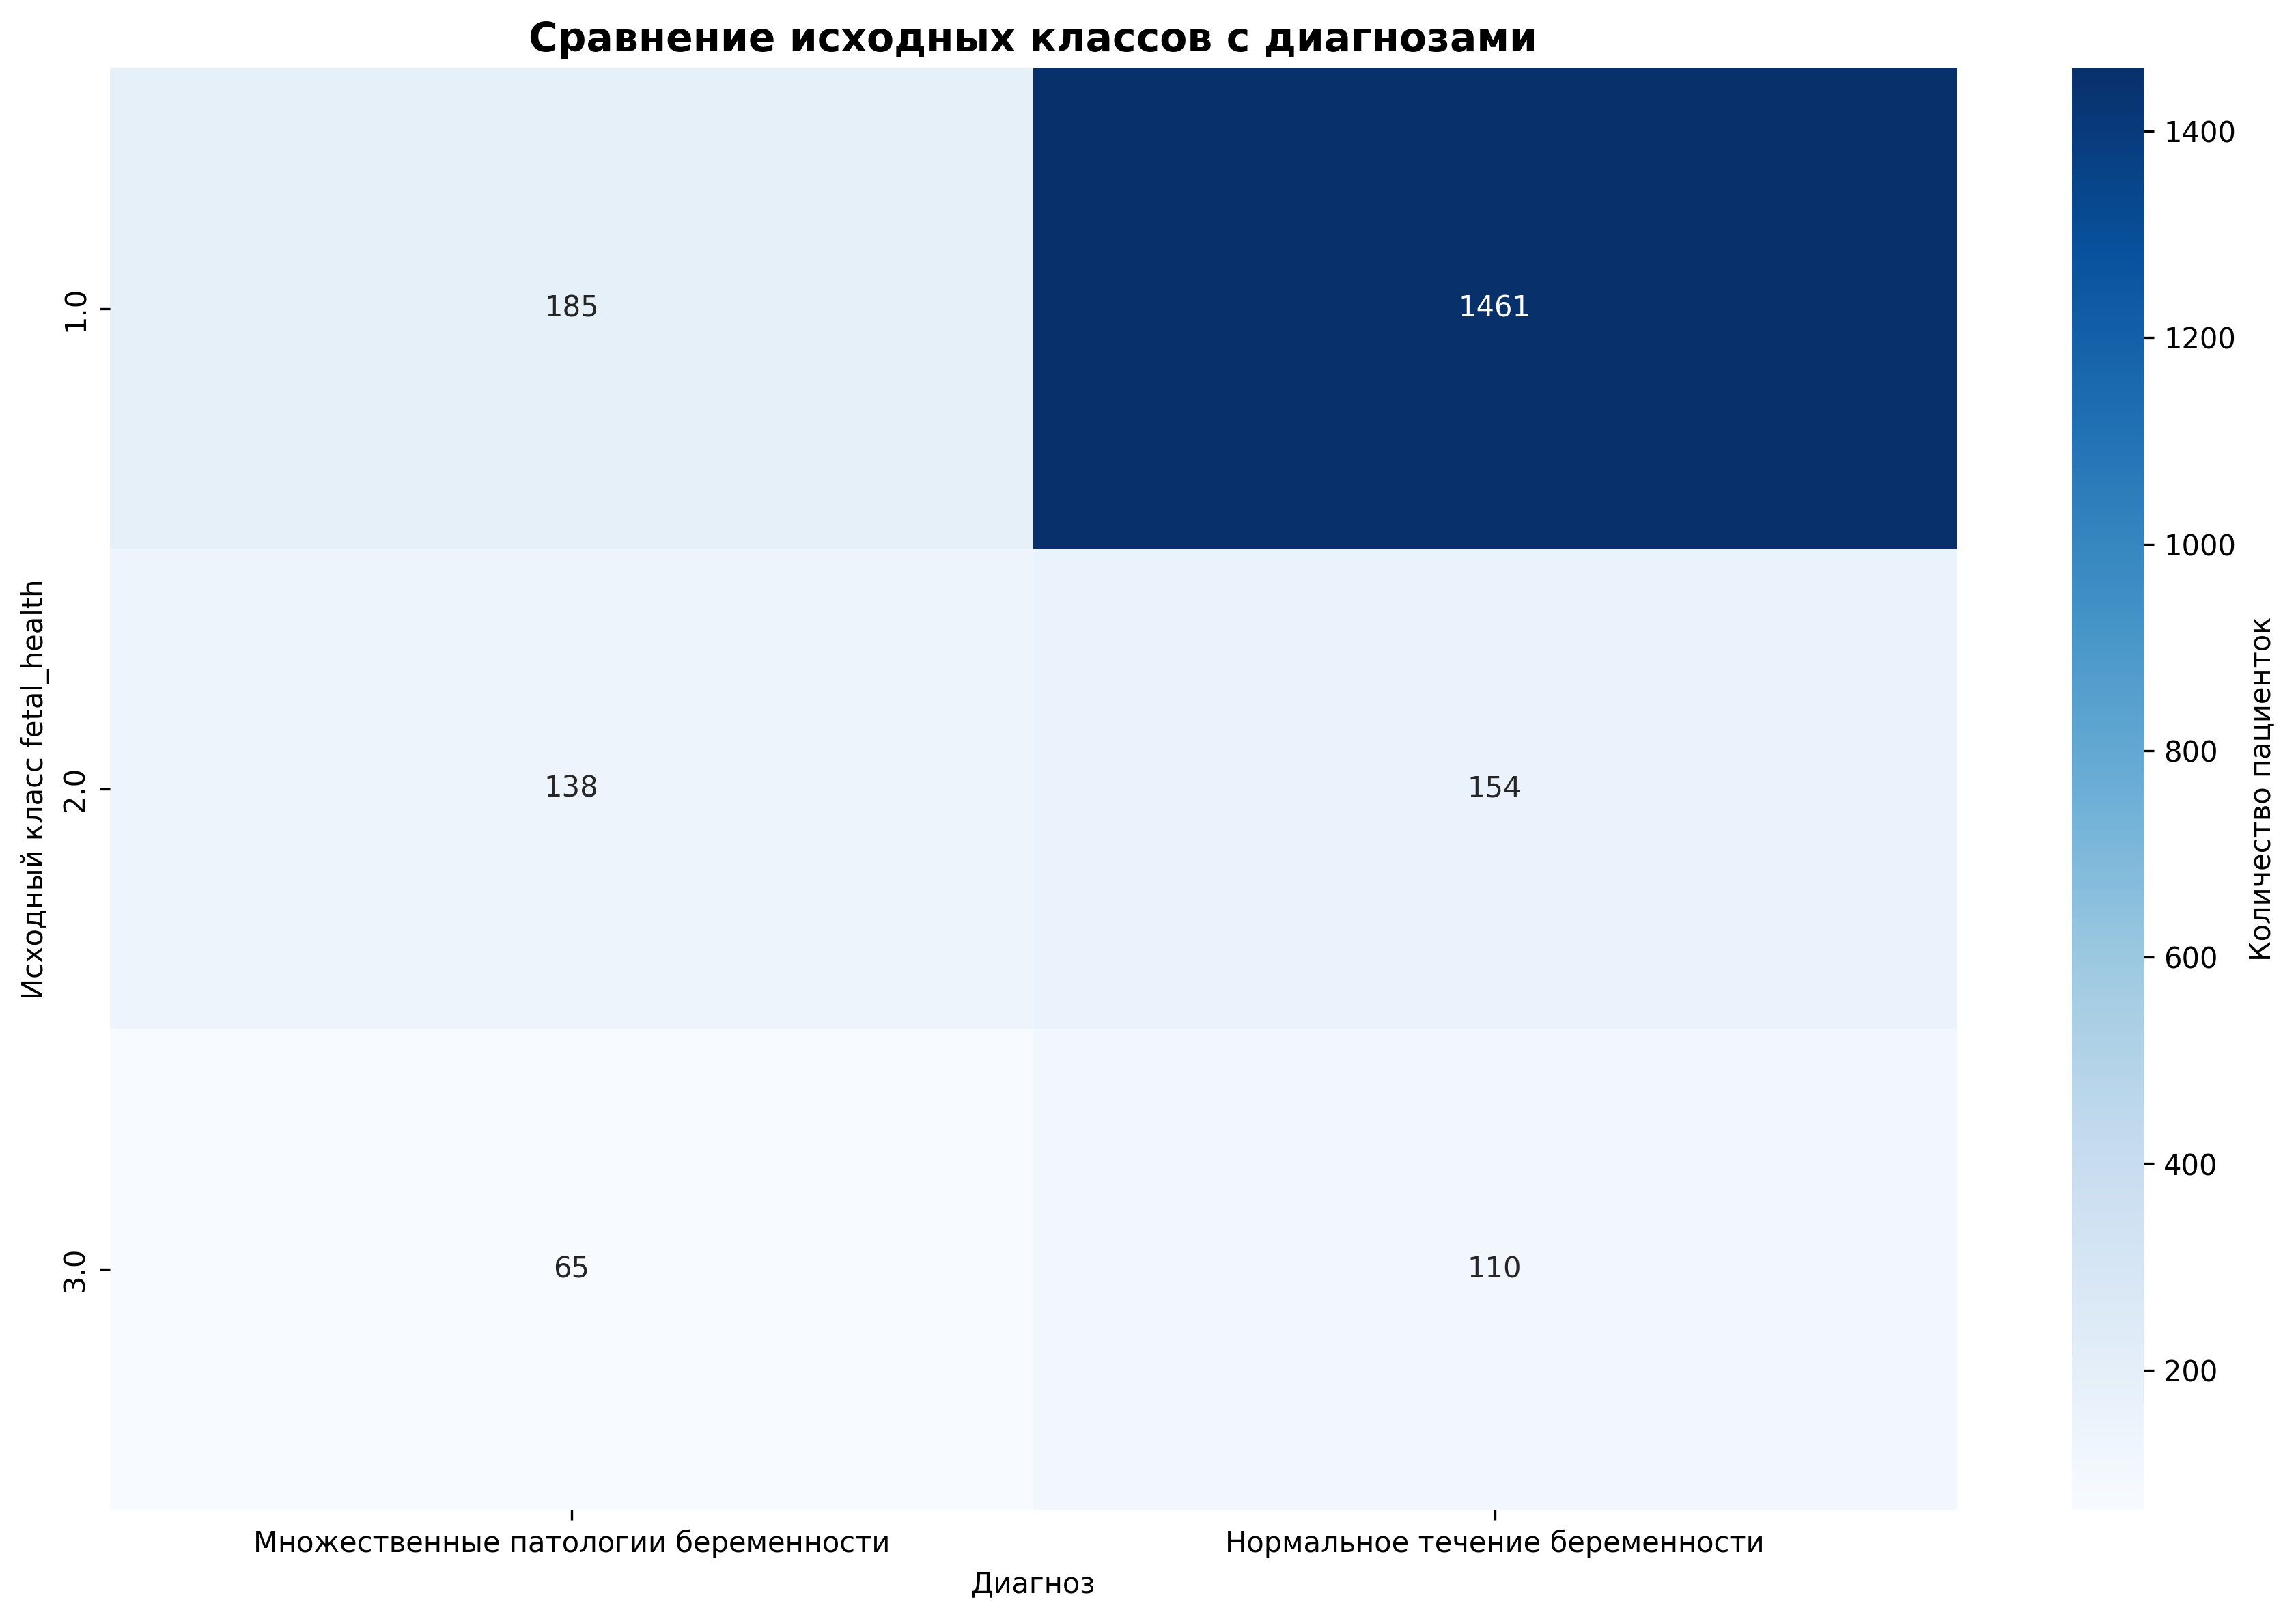 Сравнение исходных классов с диагнозами
Исходный класс fetal_health
1.0
185
1461
2.0
138
154
3.0
65
110
Множественные патологии беременности
Нормальное течение беременности
Диагноз
1400
1200
1000
800
600
400
200
Количество пациенток